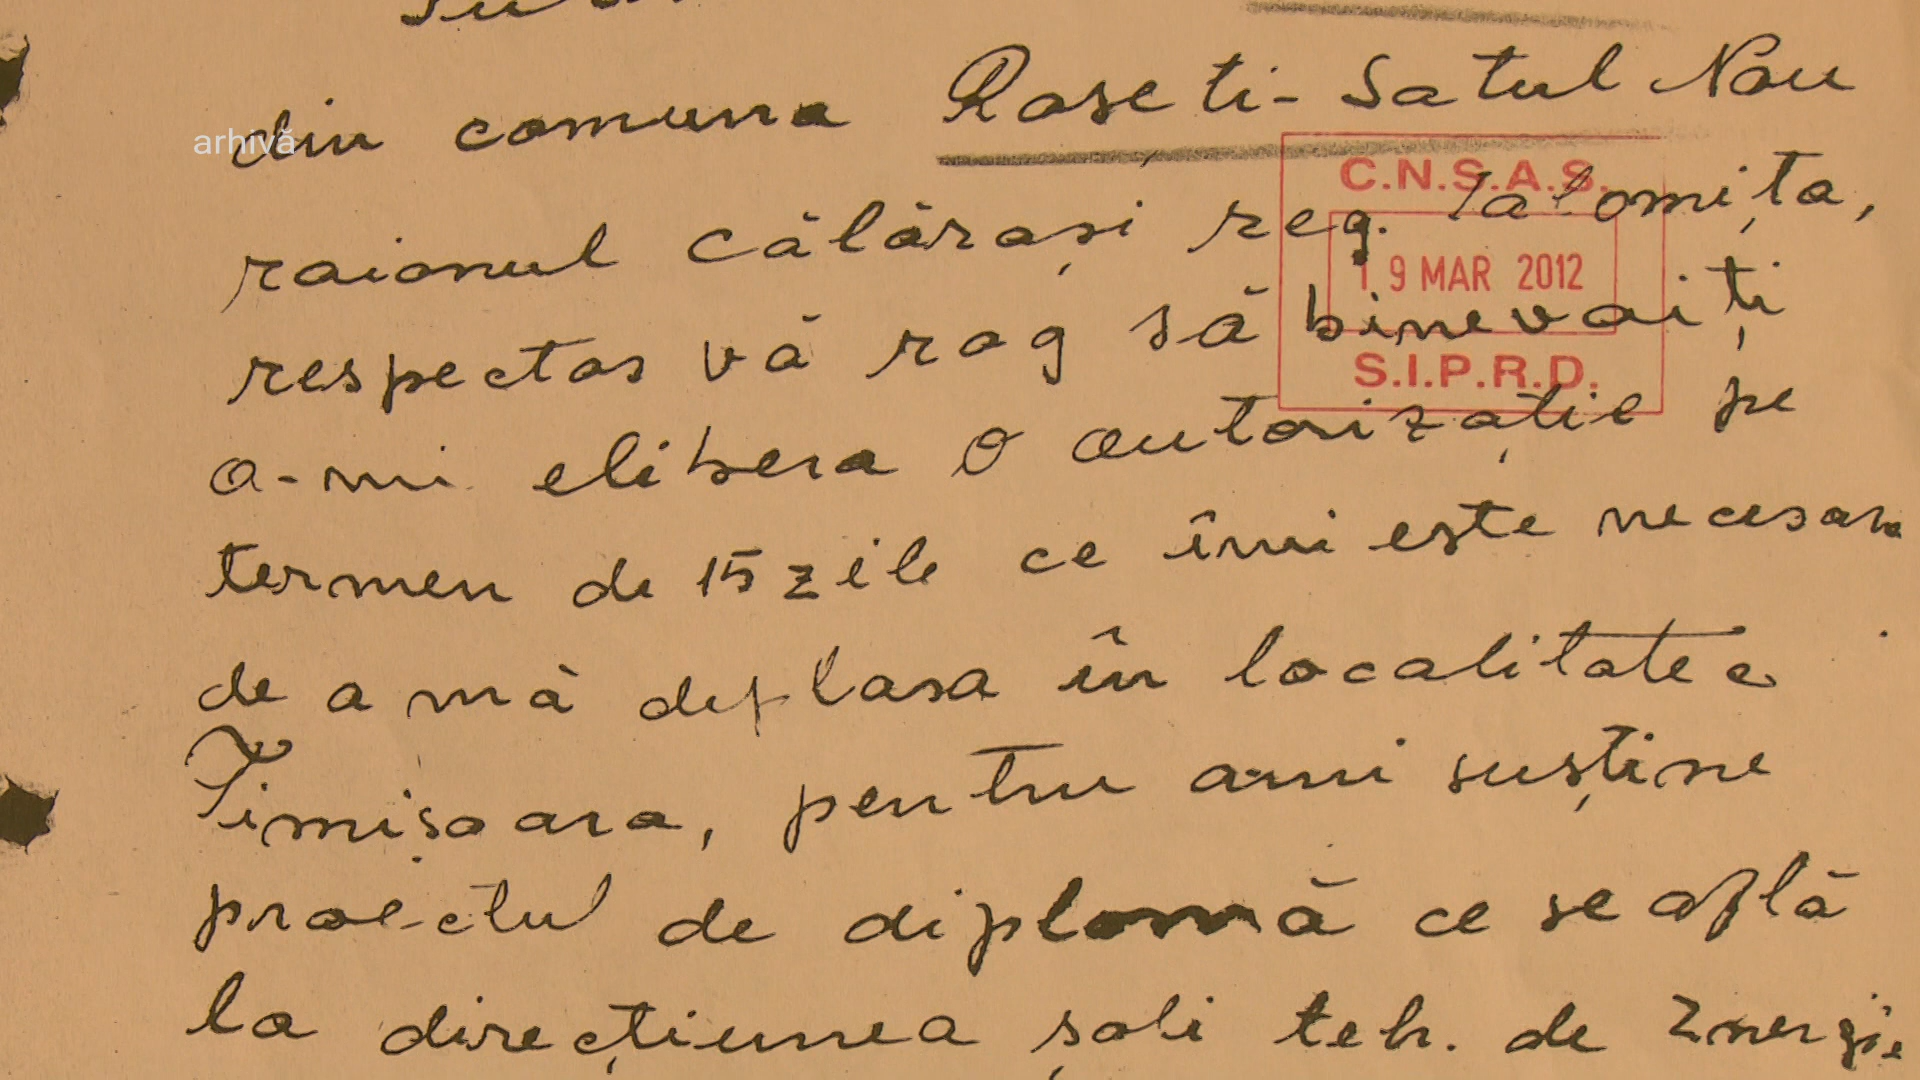 din comuna Roseti-Satul Nou
arhivă
C.N.S.A.S.
raionul Călărași reg. Ialomița,
19 MAR 2012
respectos vă rog să binevoiți
S.I.P.R.D.
a-mi elibera o autorizație pe
termen de 15 zile ce îmi este necesara
de a mă deplasa în localitatea
Timișoara, pentru ami susține
proectul de diplomă ce se află
la direcțiunea școli teh. de Energie